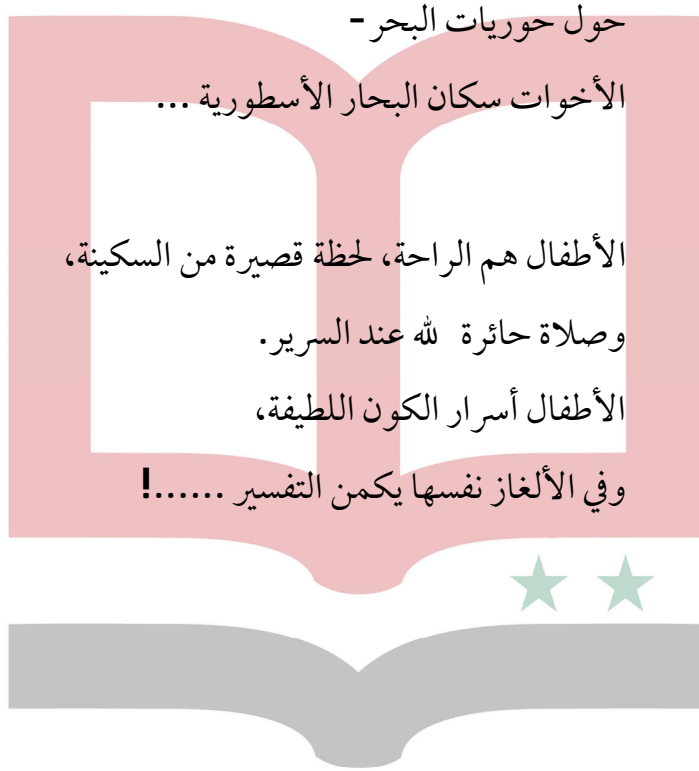 حول حوريات البحر -
الأخوات سكان البحار الأسطورية ...
الأطفال هم الراحة، لحظة قصيرة من السكينة،
وصلاة حائرة لله عند السرير.
الأطفال أسرار الكون اللطيفة،
وفي الألغاز نفسها يكمن التفسير ......!